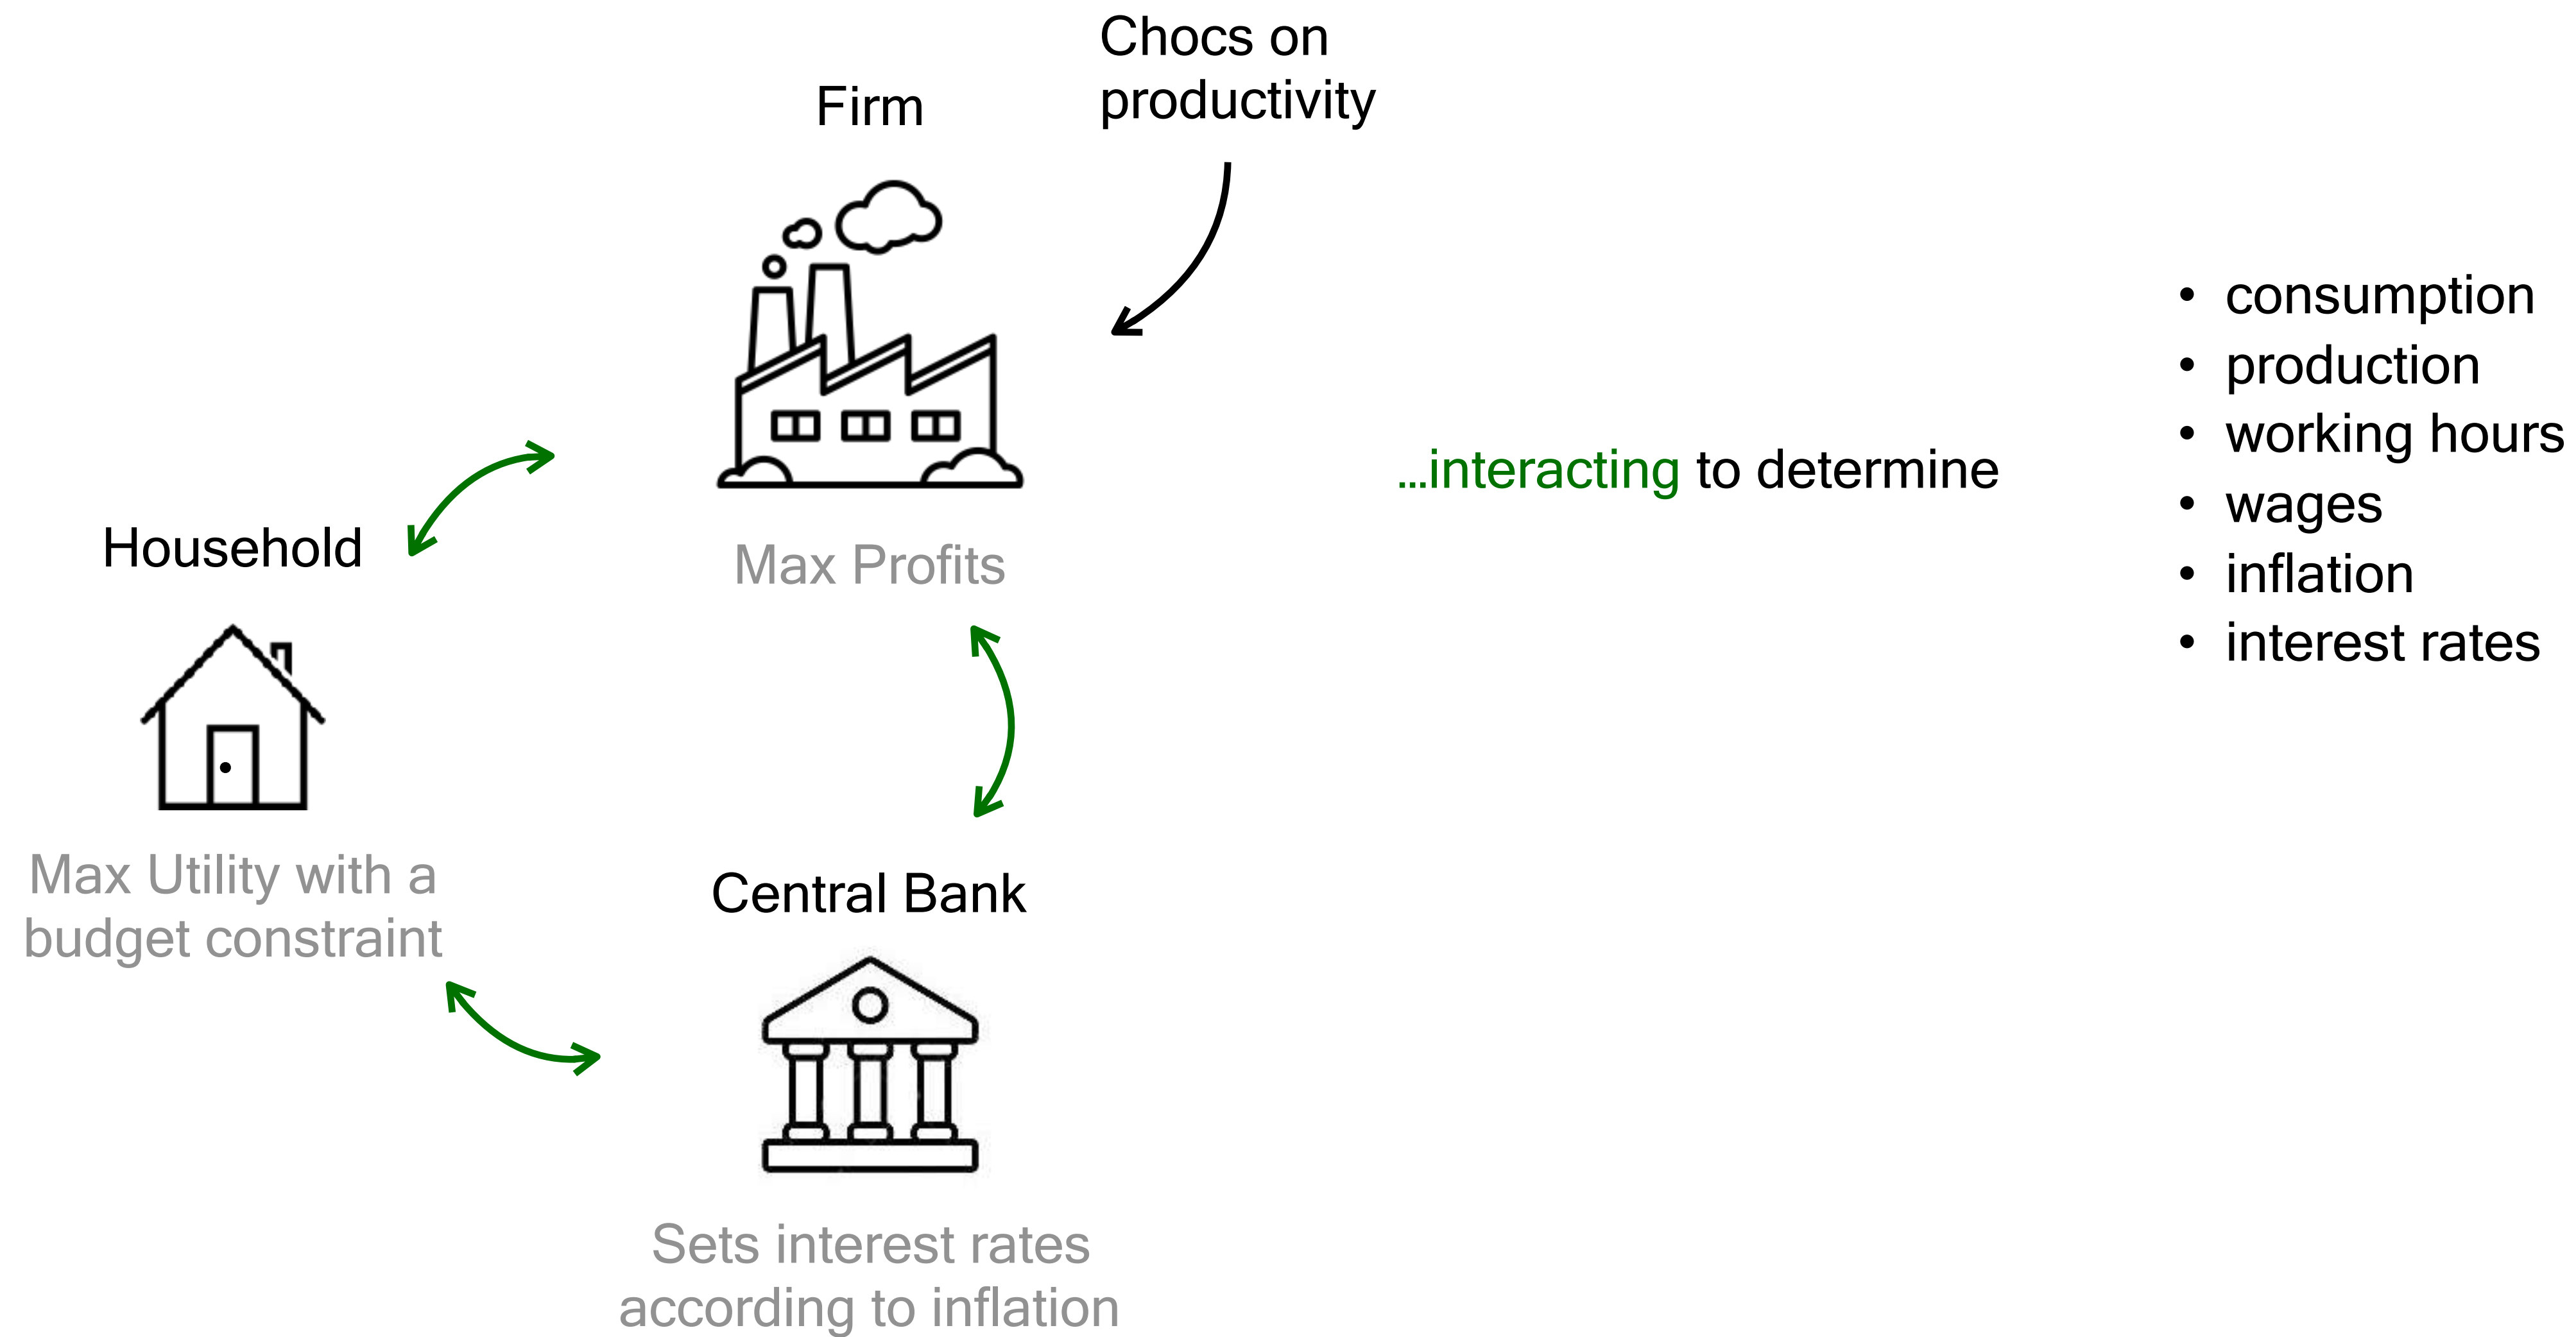 Chocs on
productivity
Firm
Max Profits
Household
Max Utility with a
budget constraint
Central Bank
Sets interest rates
according to inflation
...interacting to determine
• consumption
• production
• working hours
• wages
• inflation
• interest rates